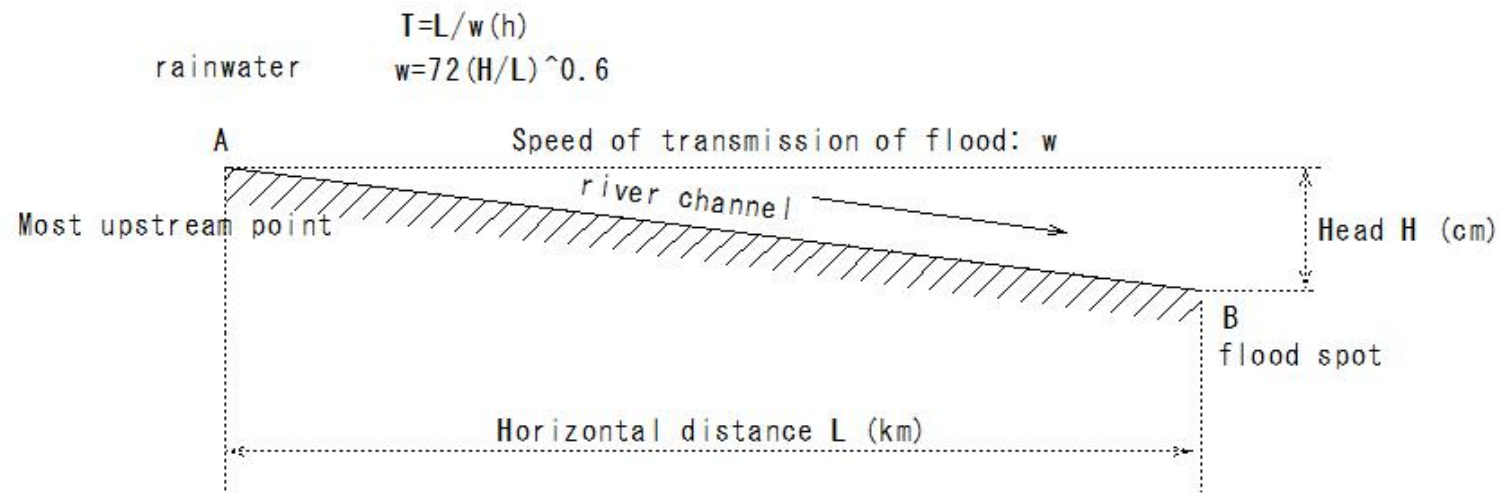 T=L/w(h)
rainwater
w=72(H/L)^0.6
A
Speed of transmission of flood: w
river channel
Most upstream point
Head H (cm)
B
flood spot
Horizontal distance L (km)